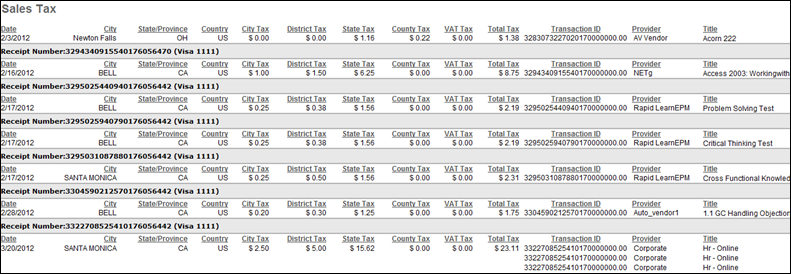 Sales Tax
Date City State/Province Country City Tax District Tax State Tax County Tax VAT Tax Total Tax Transaction ID Provider Title
2/3/2012 Newton Falls OH US $ 0.00 $ 0.00 $ 1.16 $ 0.22 $ 0.00 $ 1.38 3283073227020170000000.00 AV Vendor Acorn 222
Receipt Number:3294340915540176056470 (Visa 1111)
Date City State/Province Country City Tax District Tax State Tax County Tax VAT Tax Total Tax Transaction ID Provider Title
2/16/2012 BELL CA US $ 1.00 $ 1.50 $ 6.25 $ 0.00 $ 0.00 $ 8.75 3294340915540170000000.00 NETg Access 2003: Workingwith
Receipt Number:3295025440940176056442 (Visa 1111)
Date City State/Province Country City Tax District Tax State Tax County Tax VAT Tax Total Tax Transaction ID Provider Title
2/17/2012 BELL CA US $ 0.25 $ 0.38 $ 1.56 $ 0.00 $ 0.00 $ 2.19 3295025440940170000000.00 Rapid LearnEPM Problem Solving Test
Receipt Number:3295025940790176056442 (Visa 1111)
Date City State/Province Country City Tax District Tax State Tax County Tax VAT Tax Total Tax Transaction ID Provider Title
2/17/2012 BELL CA US $ 0.25 $ 0.38 $ 1.56 $ 0.00 $ 0.00 $ 2.19 3295025940790170000000.00 Rapid LearnEPM Critical Thinking Test
Receipt Number:3295031087880176056442 (Visa 1111)
Date City State/Province Country City Tax District Tax State Tax County Tax VAT Tax Total Tax Transaction ID Provider Title
2/17/2012 SANTA MONICA CA US $ 0.25 $ 0.50 $ 1.56 $ 0.00 $ 0.00 $ 2.31 3295031087880170000000.00 Rapid LearnEPM Cross Functional Knowled
Receipt Number:3304590212570176056442 (Visa 1111)
Date City State/Province Country City Tax District Tax State Tax County Tax VAT Tax Total Tax Transaction ID Provider Title
2/28/2012 BELL CA US $ 0.20 $ 0.30 $ 1.25 $ 0.00 $ 0.00 $ 1.75 3304590212570170000000.00 Auto_vendor1 1.1 GC Handling Objection
Receipt Number:3322708525410176056442 (Visa 1111)
Date City State/Province Country City Tax District Tax State Tax County Tax VAT Tax Total Tax Transaction ID Provider Title
3/20/2012 SANTA MONICA CA US $ 2.50 $ 5.00 $ 15.62 $ 0.00 $ 0.00 $ 23.11 3322708525410170000000.00 Corporate Hr - Online
3322708525410170000000.00 Corporate Hr - Online
3322708525410170000000.00 Corporate Hr - Online